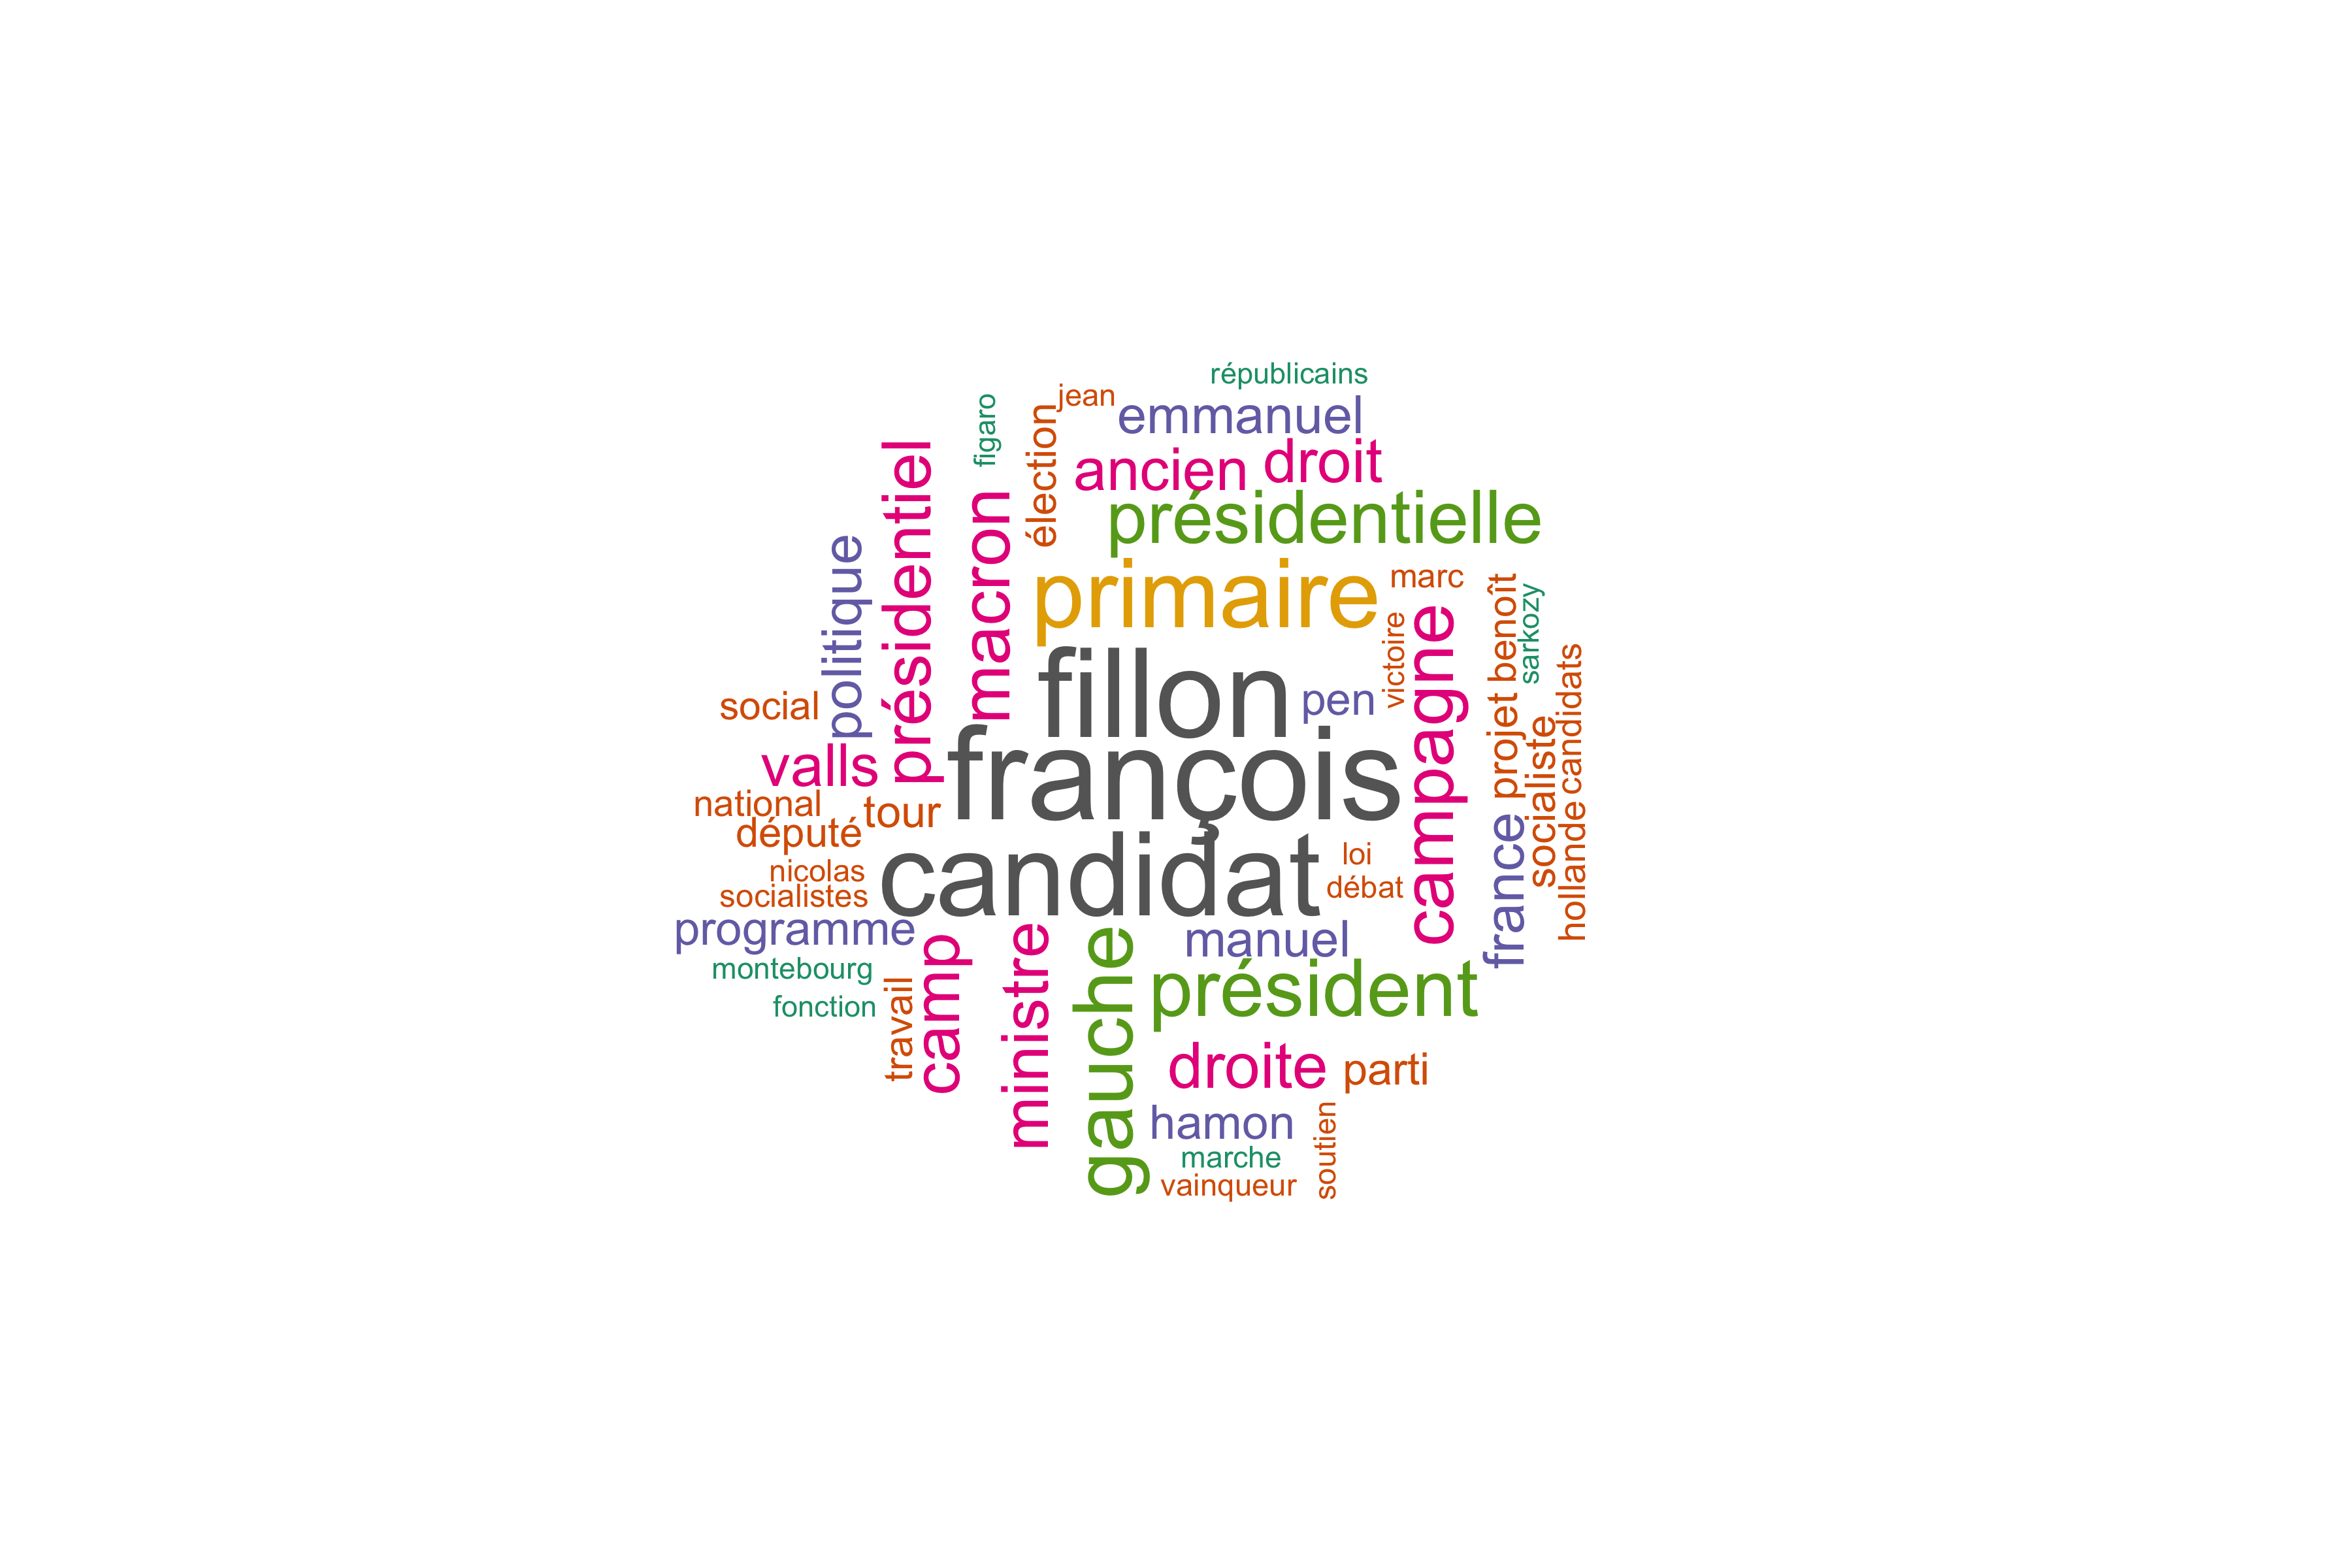 républicains
jean
emmanuel
figaro
élection
ancien
droit
présidentiel
macron
présidentielle
politique
primaire
marc
benoît
sarkozy
victoire
campagne
candidats
fillon
pen
social
projet
socialiste
valls
françois
national
tour
député
hollande
france
candidat
loi
nicolas
débat
socialistes
programme
manuel
camp
ministre
gauche
montebourg
président
fonction
travail
droite
parti
hamon
soutien
marche
vainqueur